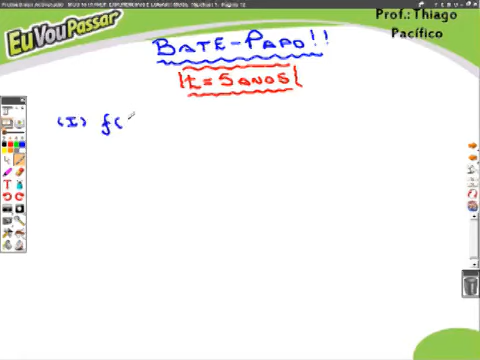 EuVouPassar
Prof.: Thiago
Pacífico
BATE-PAPO!!
t = 5 ANOS
(I) f(